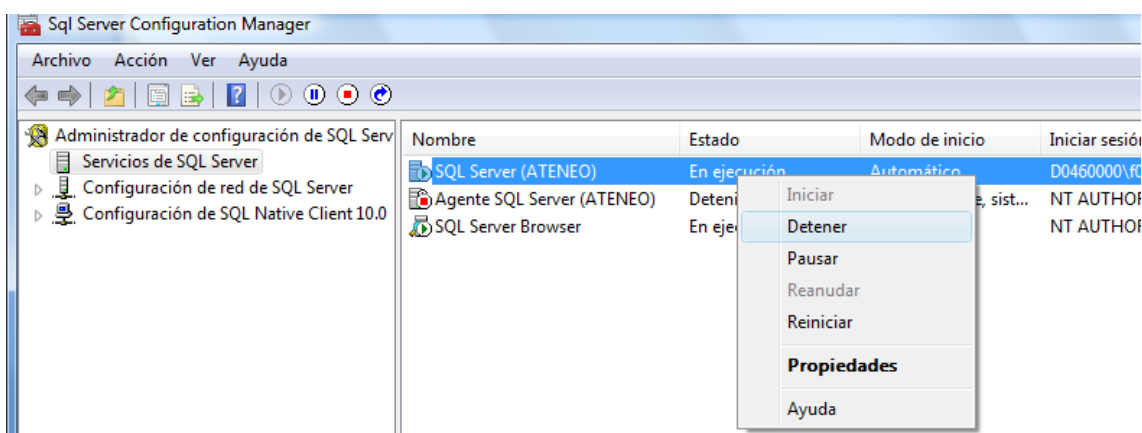 Sql Server Configuration Manager
Archivo Acción Ver Ayuda
Administrador de configuración de SQL Serv
Servicios de SQL Server
Configuración de red de SQL Server
Configuración de SQL Native Client 10.0
Nombre Estado Modo de inicio Iniciar sesión
SQL Server (ATENEO) En ejecución Automático D0460000\f0
Agente SQL Server (ATENEO) Deteni e, sist... NT AUTHOR
SQL Server Browser En eje NT AUTHOR
Iniciar
Detener
Pausar
Reanudar
Reiniciar
Propiedades
Ayuda